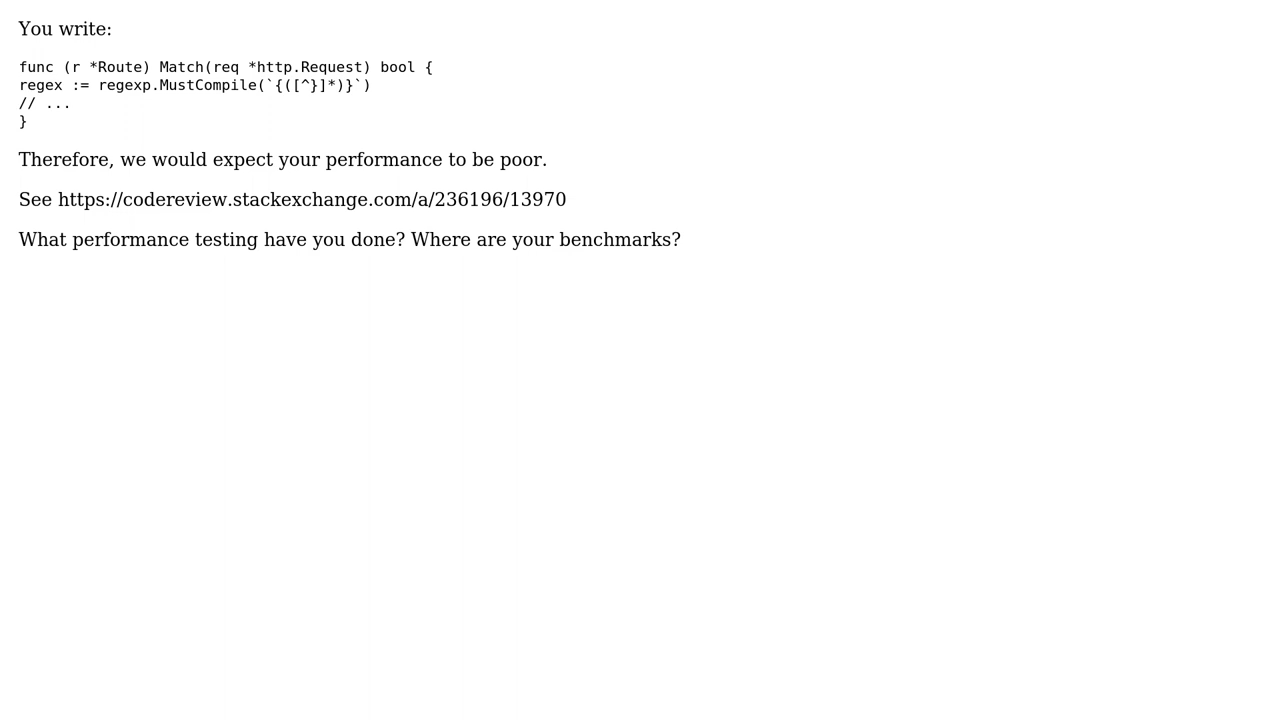 You write:
func (r *Route) Match(req *http.Request) bool {
regex := regexp.MustCompile(`{([^}]*)}`)
// ...
}
Therefore, we would expect your performance to be poor.
See https://codereview.stackexchange.com/a/236196/13970
What performance testing have you done? Where are your benchmarks?